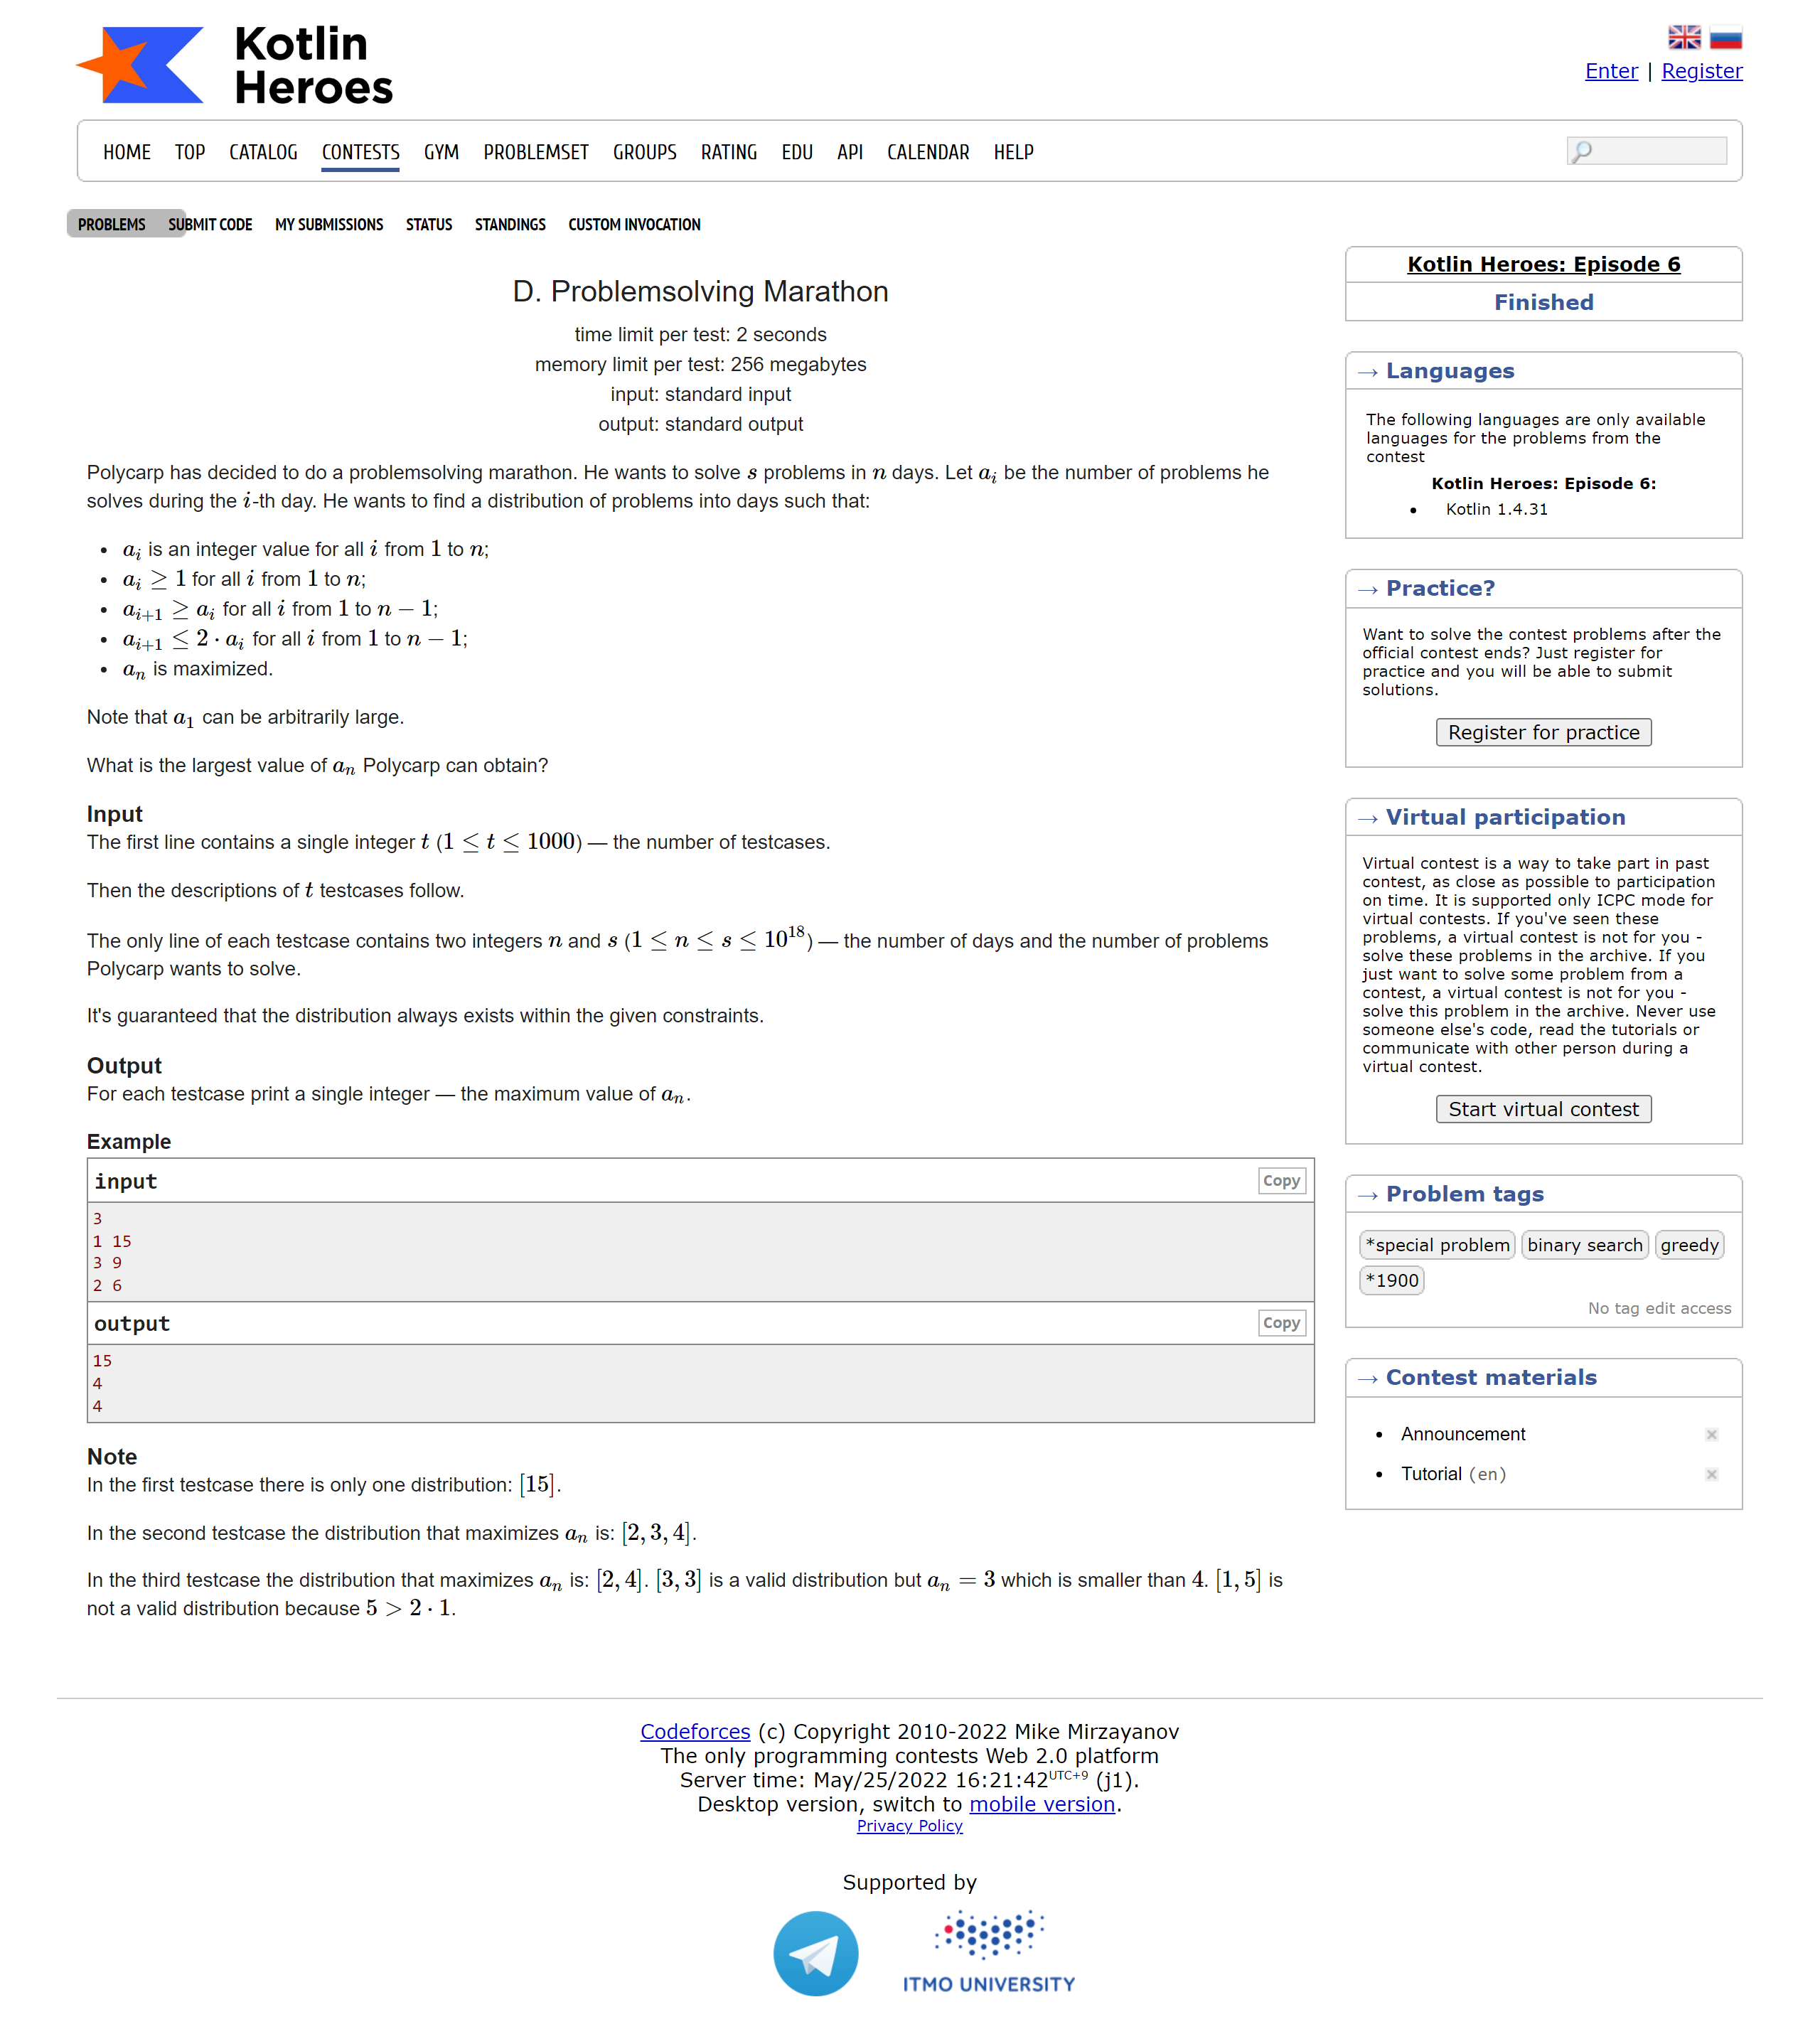 Kotlin
Heroes
Enter | Register
HOME TOP CATALOG CONTESTS GYM PROBLEMSET GROUPS RATING EDU API CALENDAR HELP
PROBLEMS SUBMIT CODE MY SUBMISSIONS STATUS STANDINGS CUSTOM INVOCATION
D. Problemsolving Marathon
time limit per test: 2 seconds
memory limit per test: 256 megabytes
input: standard input
output: standard output
Polycarp has decided to do a problemsolving marathon. He wants to solve s problems in n days. Let a_i be the number of problems he
solves during the i-th day. He wants to find a distribution of problems into days such that:
• a_i is an integer value for all i from 1 to n;
• a_i ≥ 1 for all i from 1 to n;
• a_{i+1} ≥ a_i for all i from 1 to n − 1;
• a_{i+1} ≤ 2 · a_i for all i from 1 to n − 1;
• a_n is maximized.
Note that a_1 can be arbitrarily large.
What is the largest value of a_n Polycarp can obtain?
Input
The first line contains a single integer t (1 ≤ t ≤ 1000) — the number of testcases.
Then the descriptions of t testcases follow.
The only line of each testcase contains two integers n and s (1 ≤ n ≤ s ≤ 10^18) — the number of days and the number of problems
Polycarp wants to solve.
It's guaranteed that the distribution always exists within the given constraints.
Output
For each testcase print a single integer — the maximum value of a_n.
Example
input
Copy
3
1 15
3 9
2 6
output
Copy
15
4
4
Note
In the first testcase there is only one distribution: [15].
In the second testcase the distribution that maximizes a_n is: [2, 3, 4].
In the third testcase the distribution that maximizes a_n is: [2, 4]. [3, 3] is a valid distribution but a_n = 3 which is smaller than 4. [1, 5] is
not a valid distribution because 5 > 2 · 1.
Kotlin Heroes: Episode 6
Finished
→ Languages
The following languages are only available
languages for the problems from the
contest
Kotlin Heroes: Episode 6:
• Kotlin 1.4.31
→ Practice?
Want to solve the contest problems after the
official contest ends? Just register for
practice and you will be able to submit
solutions.
Register for practice
→ Virtual participation
Virtual contest is a way to take part in past
contest, as close as possible to participation
on time. It is supported only ICPC mode for
virtual contests. If you've seen these
problems, a virtual contest is not for you -
solve these problems in the archive. If you
just want to solve some problem from a
contest, a virtual contest is not for you -
solve this problem in the archive. Never use
someone else's code, read the tutorials or
communicate with other person during a
virtual contest.
Start virtual contest
→ Problem tags
*special problem binary search greedy
*1900
No tag edit access
→ Contest materials
• Announcement
• Tutorial (en)
Codeforces (c) Copyright 2010-2022 Mike Mirzayanov
The only programming contests Web 2.0 platform
Server time: May/25/2022 16:21:42 UTC+9 (j1).
Desktop version, switch to mobile version.
Privacy Policy
Supported by
ITMO UNIVERSITY